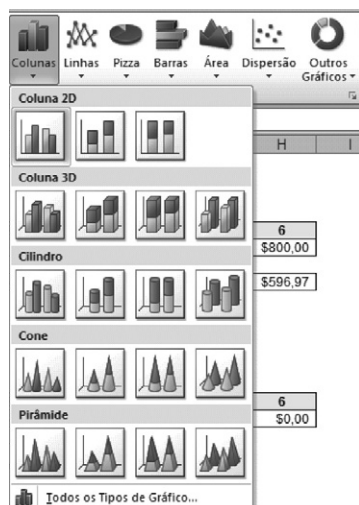 Colunas Linhas Pizza Barras Área Dispersão Outros Gráficos
Coluna 2D
H I
Coluna 3D
6
$800,00
Cilindro
$596,97
Cone
6
$0,00
Pirâmide
Todos os Tipos de Gráfico...